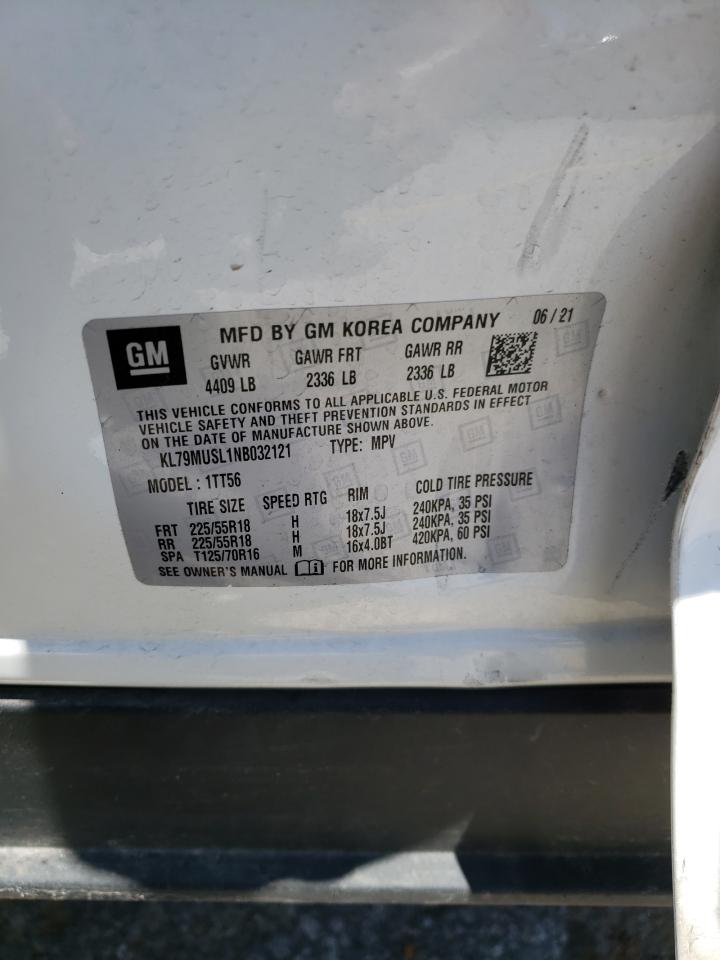 GM
MFD BY GM KOREA COMPANY 06 / 21
GVWR GAWR FRT GAWR RR
4409 LB 2336 LB 2336 LB
THIS VEHICLE CONFORMS TO ALL APPLICABLE U.S. FEDERAL MOTOR
VEHICLE SAFETY AND THEFT PREVENTION STANDARDS IN EFFECT
ON THE DATE OF MANUFACTURE SHOWN ABOVE.
KL79MUSL1NB032121 TYPE: MPV
MODEL : 1TT56
TIRE SIZE SPEED RTG RIM COLD TIRE PRESSURE
FRT 225/55R18 H 18x7.5J 240KPA, 35 PSI
RR 225/55R18 H 18x7.5J 240KPA, 35 PSI
SPA T125/70R16 M 16x4.0BT 420KPA, 60 PSI
SEE OWNER'S MANUAL i FOR MORE INFORMATION.